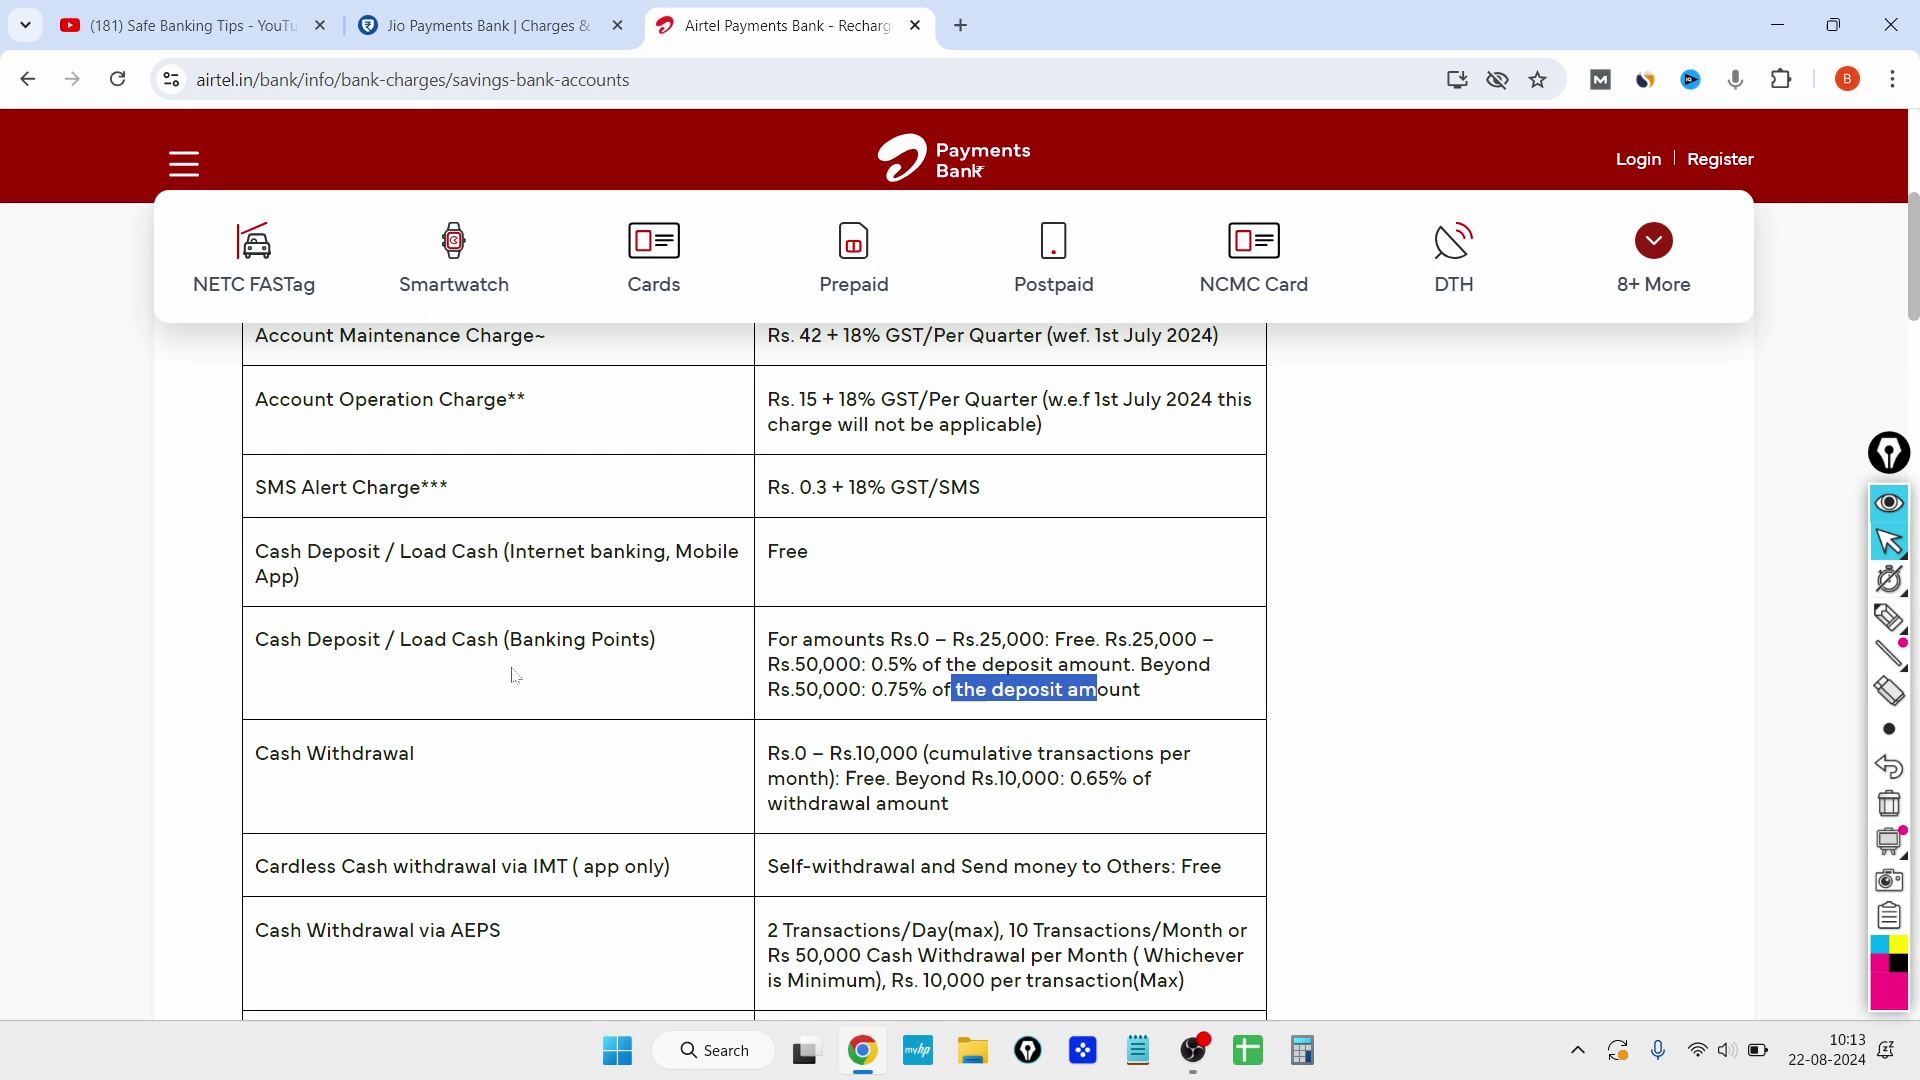 (181) Safe Banking Tips - YouTu
Jio Payments Bank | Charges &
Airtel Payments Bank - Recharg
airtel.in/bank/info/bank-charges/savings-bank-accounts
B
Payments
Bank
Login | Register
NETC FASTag
Smartwatch
Cards
Prepaid
Postpaid
NCMC Card
DTH
8+ More
Account Maintenance Charge~
Rs. 42 + 18% GST/Per Quarter (wef. 1st July 2024)
Account Operation Charge**
Rs. 15 + 18% GST/Per Quarter (w.e.f 1st July 2024 this
charge will not be applicable)
SMS Alert Charge***
Rs. 0.3 + 18% GST/SMS
Cash Deposit / Load Cash (Internet banking, Mobile
App)
Free
Cash Deposit / Load Cash (Banking Points)
For amounts Rs.0 – Rs.25,000: Free. Rs.25,000 –
Rs.50,000: 0.5% of the deposit amount. Beyond
Rs.50,000: 0.75% of the deposit amount
Cash Withdrawal
Rs.0 – Rs.10,000 (cumulative transactions per
month): Free. Beyond Rs.10,000: 0.65% of
withdrawal amount
Cardless Cash withdrawal via IMT ( app only)
Self-withdrawal and Send money to Others: Free
Cash Withdrawal via AEPS
2 Transactions/Day(max), 10 Transactions/Month or
Rs 50,000 Cash Withdrawal per Month ( Whichever
is Minimum), Rs. 10,000 per transaction(Max)
Search
myhp
10:13
22-08-2024